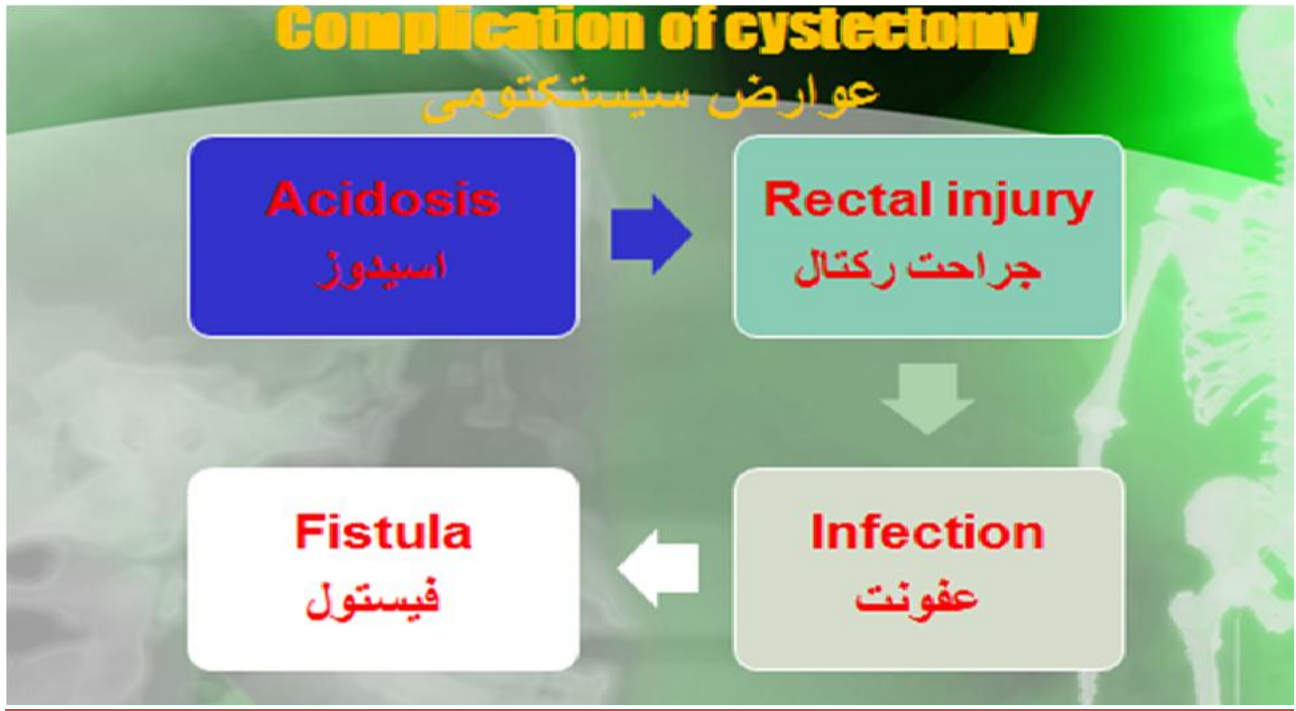 Complication of cystectomy
عوارض سیستکتومی
Acidosis
اسیدوز
Rectal injury
جراحت رکتال
Infection
عفونت
Fistula
فیستول